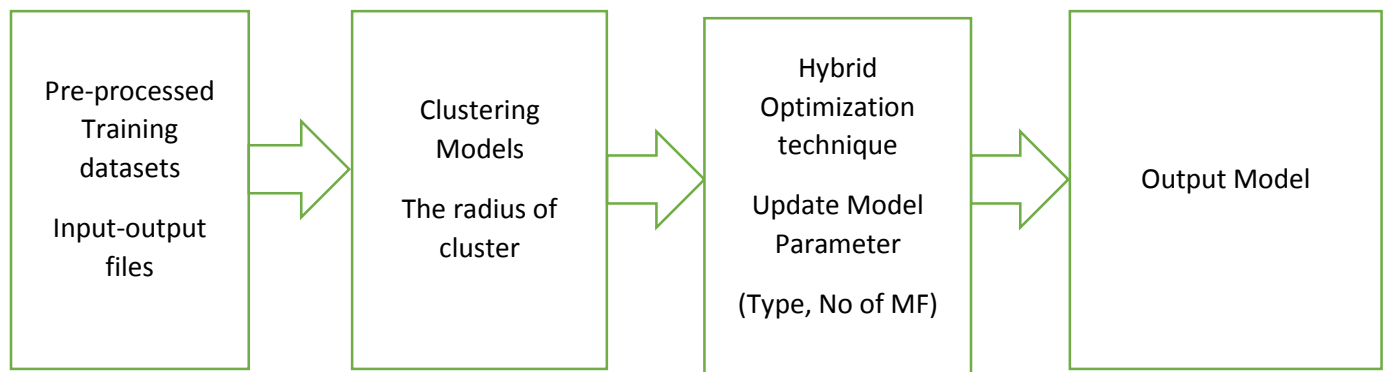 Pre-processed
Training
datasets
Input-output
files
Clustering
Models
The radius of
cluster
Hybrid
Optimization
technique
Update Model
Parameter
(Type, No of MF)
Output Model